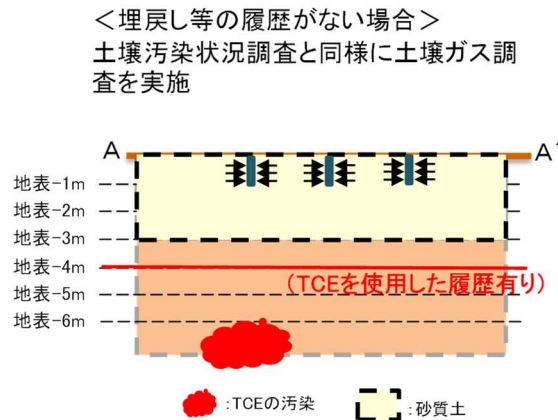 ＜埋戻し等の履歴がない場合＞
土壌汚染状況調査と同様に土壌ガス調
査を実施
A
A´
地表-1m
地表-2m
地表-3m
地表-4m
(TCEを使用した履歴有り)
地表-5m
地表-6m
:TCEの汚染
:砂質土